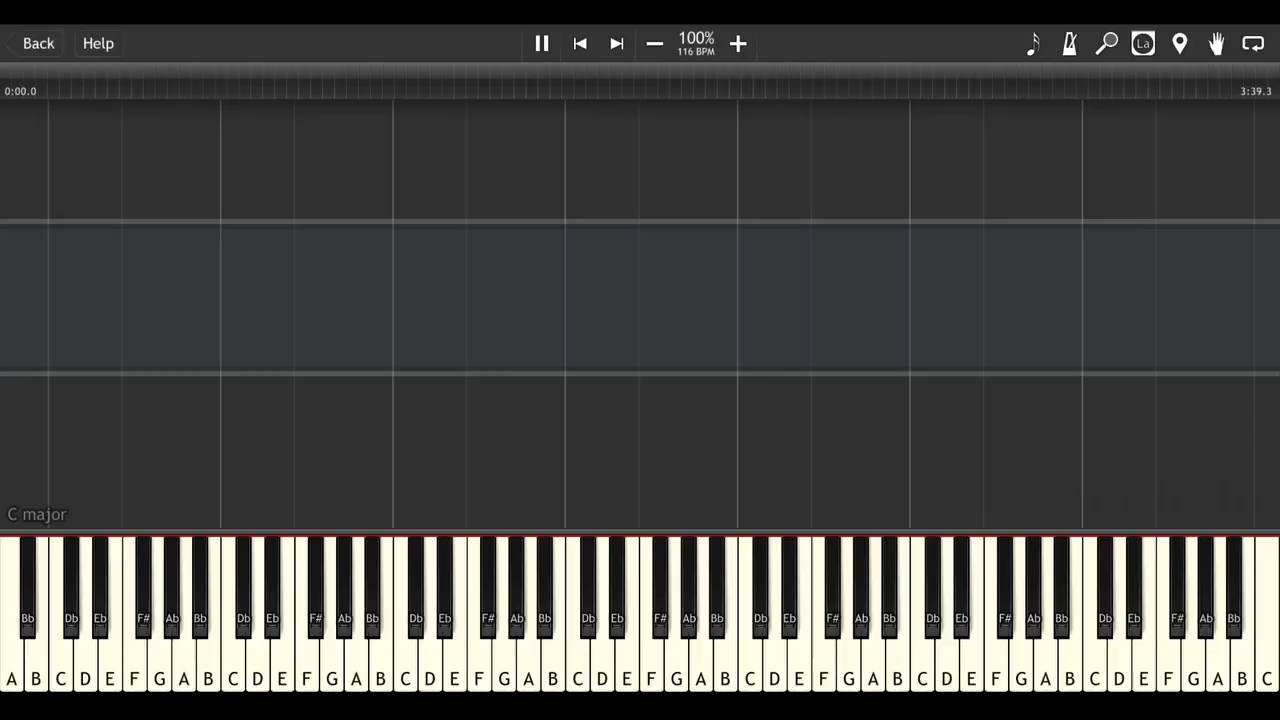 Back Help 100% La
116 BPM
0:00.0 3:39.3
C major
Bb Db Eb F# Ab Bb Db Eb F# Ab Bb Db Eb F# Ab Bb Db Eb F# Ab Bb Db Eb F# Ab Bb Db Eb F# Ab Bb Db Eb F# Ab Bb
A B C D E F G A B C D E F G A B C D E F G A B C D E F G A B C D E F G A B C D E F G A B C D E F G A B C